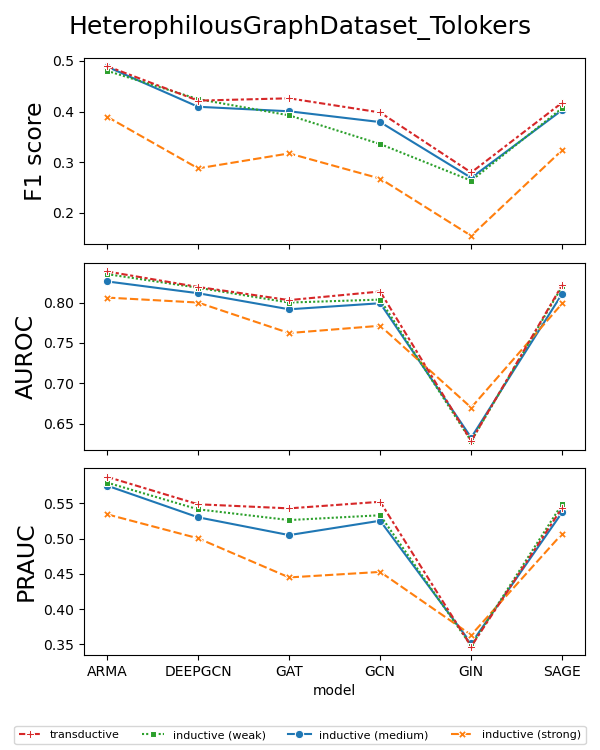 HeterophilousGraphDataset_Tolokers
F1 score
0.5
0.4
0.3
0.2
AUROC
0.80
0.75
0.70
0.65
PRAUC
0.55
0.50
0.45
0.40
0.35
ARMA DEEPGCN GAT GCN GIN SAGE
model
transductive inductive (weak) inductive (medium) inductive (strong)